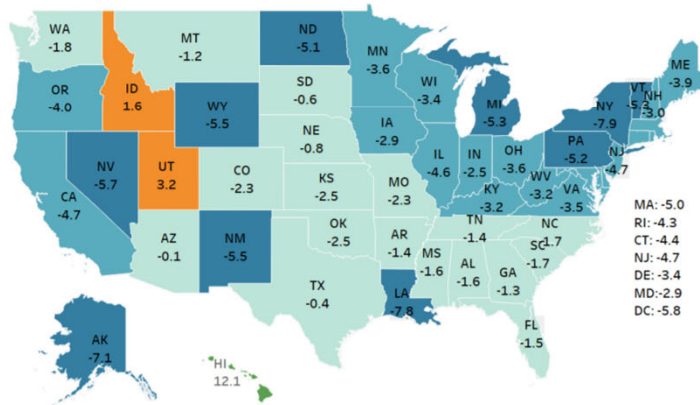 WA
-1.8
MT
-1.2
ND
-5.1
MN
-3.6
ME
-3.9
OR
-4.0
ID
1.6
WY
-5.5
SD
-0.6
WI
-3.4
MI
-5.3
NY
-7.9
VT
-5.3
NH
-3.0
NV
-5.7
UT
3.2
CO
-2.3
NE
-0.8
IA
-2.9
IL
-4.6
IN
-2.5
OH
-3.6
PA
-5.2
NJ
-4.7
CA
-4.7
KS
-2.5
MO
-2.3
KY
-3.2
WV
-3.2
VA
-3.5
AZ
-0.1
NM
-5.5
OK
-2.5
AR
-1.4
TN
-1.4
NC
-1.7
SC
-1.7
TX
-0.4
LA
-7.8
MS
-1.6
AL
-1.6
GA
-1.3
FL
-1.5
AK
-7.1
HI
12.1
MA: -5.0
RI: -4.3
CT: -4.4
NJ: -4.7
DE: -3.4
MD:-2.9
DC: -5.8